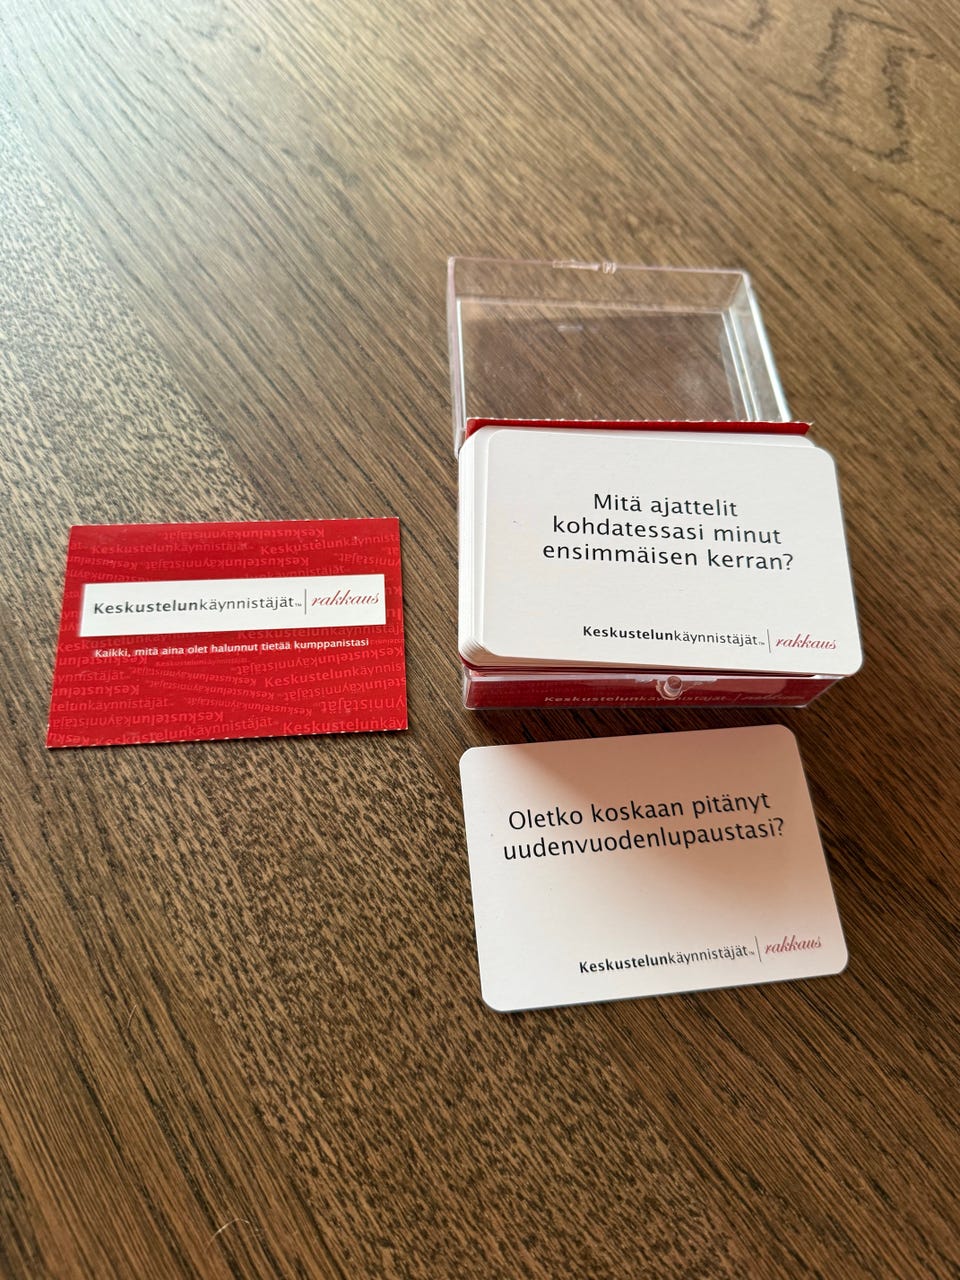 Keskustelunkäynnistäjät™ | rakkaus
Kaikki, mitä aina olet halunnut tietää kumppanistasi
Mitä ajattelit
kohdatessasi minut
ensimmäisen kerran?
Keskustelunkäynnistäjät™ | rakkaus
Keskustelunkäynnistäjät
Oletko koskaan pitänyt
uudenvuodenlupaustasi?
Keskustelunkäynnistäjät™ | rakkaus